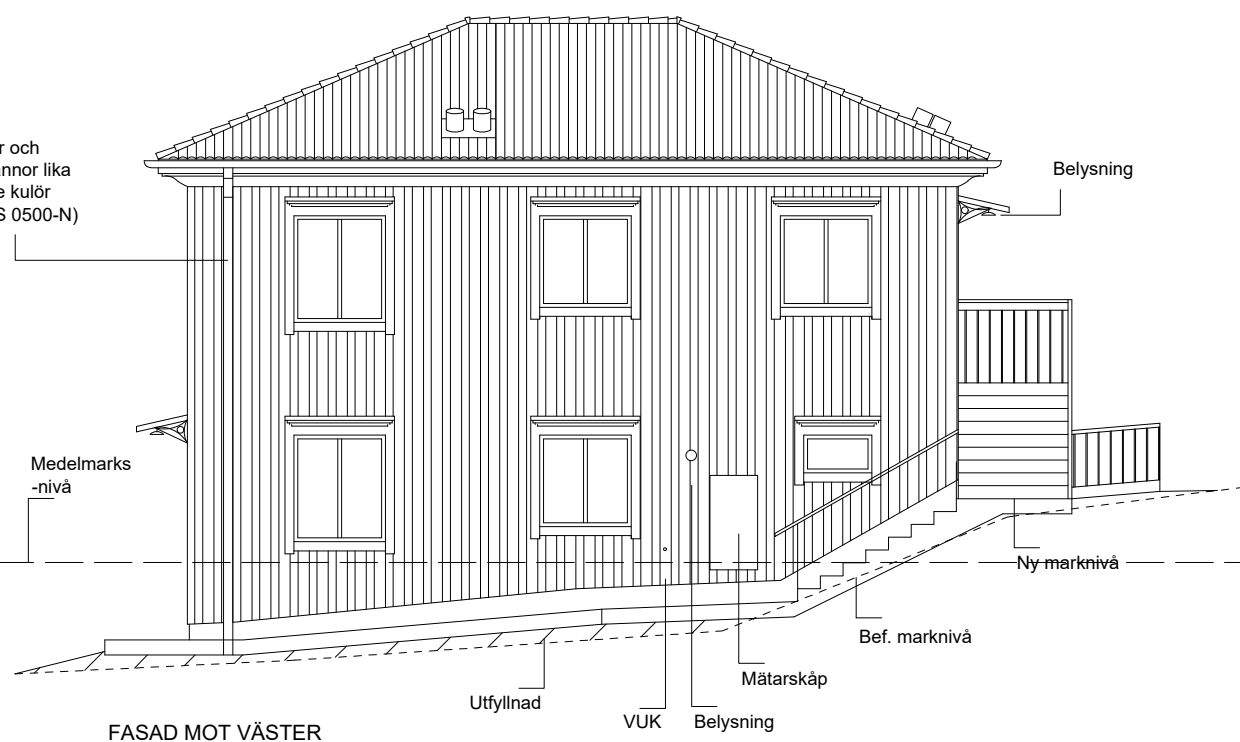 r och
annor lika
e kulör
S 0500-N)
Belysning
Medelmarks
-nivå
Ny marknivå
Bef. marknivå
Mätarskåp
Utfyllnad
VUK
Belysning
FASAD MOT VÄSTER